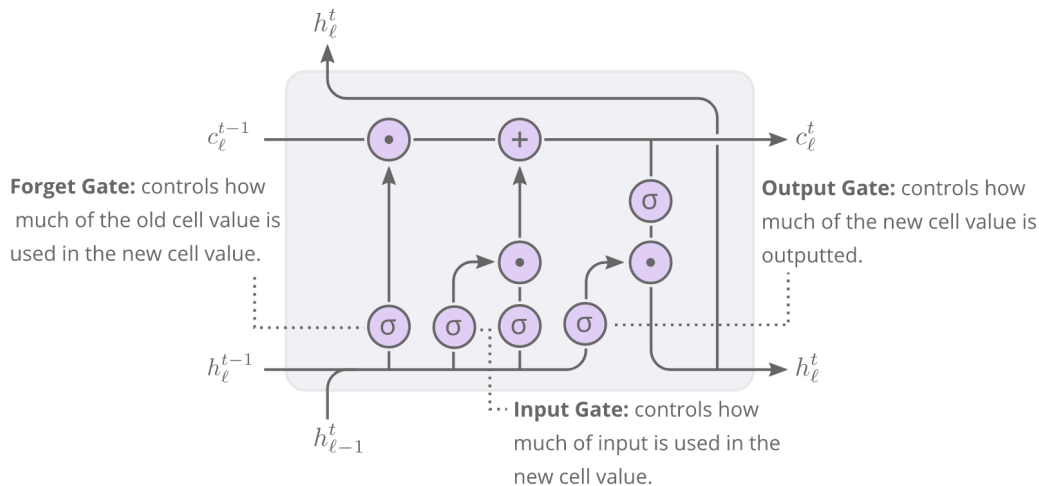 h_ℓ^t
c_ℓ^{t−1}
•
+
c_ℓ^t
Forget Gate: controls how
much of the old cell value is
used in the new cell value.
σ
Output Gate: controls how
much of the new cell value is
outputted.
•
•
σ
σ
σ
σ
h_ℓ^{t−1}
h_ℓ^t
h_{ℓ−1}^t
Input Gate: controls how
much of input is used in the
new cell value.